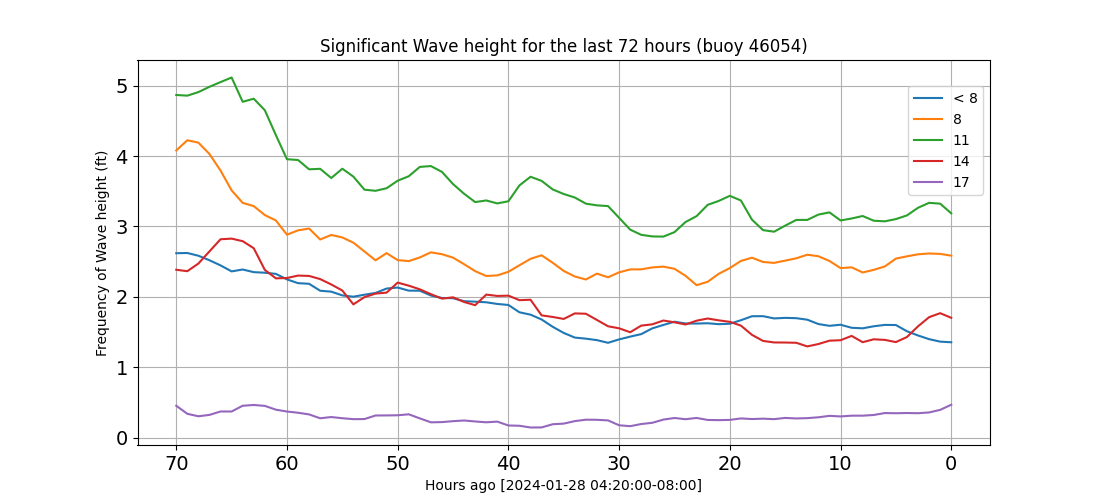 Significant Wave height for the last 72 hours (buoy 46054)
Frequency of Wave height (ft)
5
4
3
2
1
0
< 8
8
11
14
17
70 60 50 40 30 20 10 0
Hours ago [2024-01-28 04:20:00-08:00]